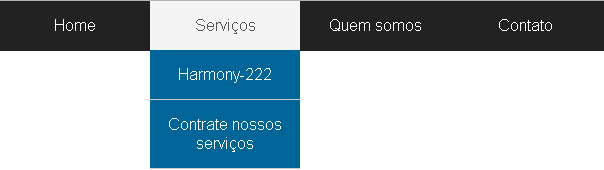 Home Serviços Quem somos Contato
Harmony-222
Contrate nossos
serviços